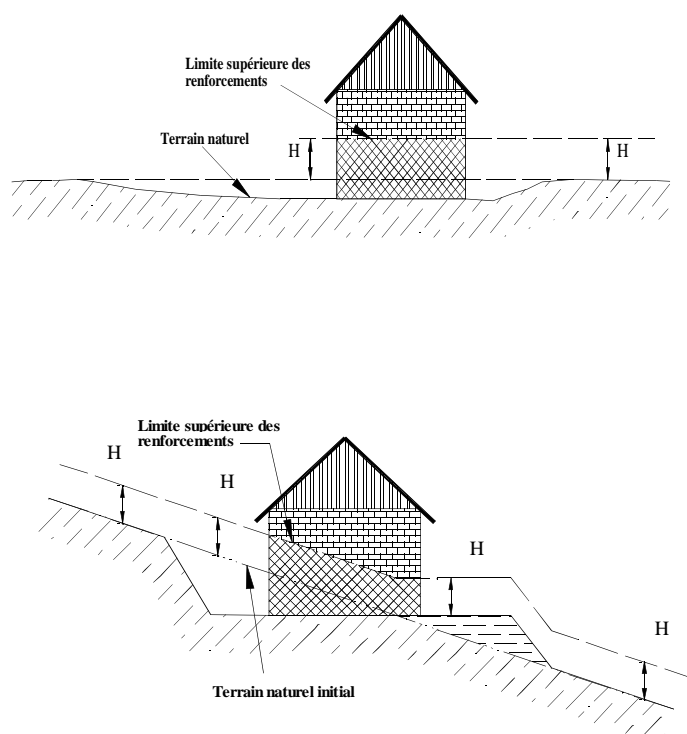 Limite supérieure des
renforcements
Terrain naturel
H
H
Limite supérieure des
renforcements
H
H
H
H
Terrain naturel initial